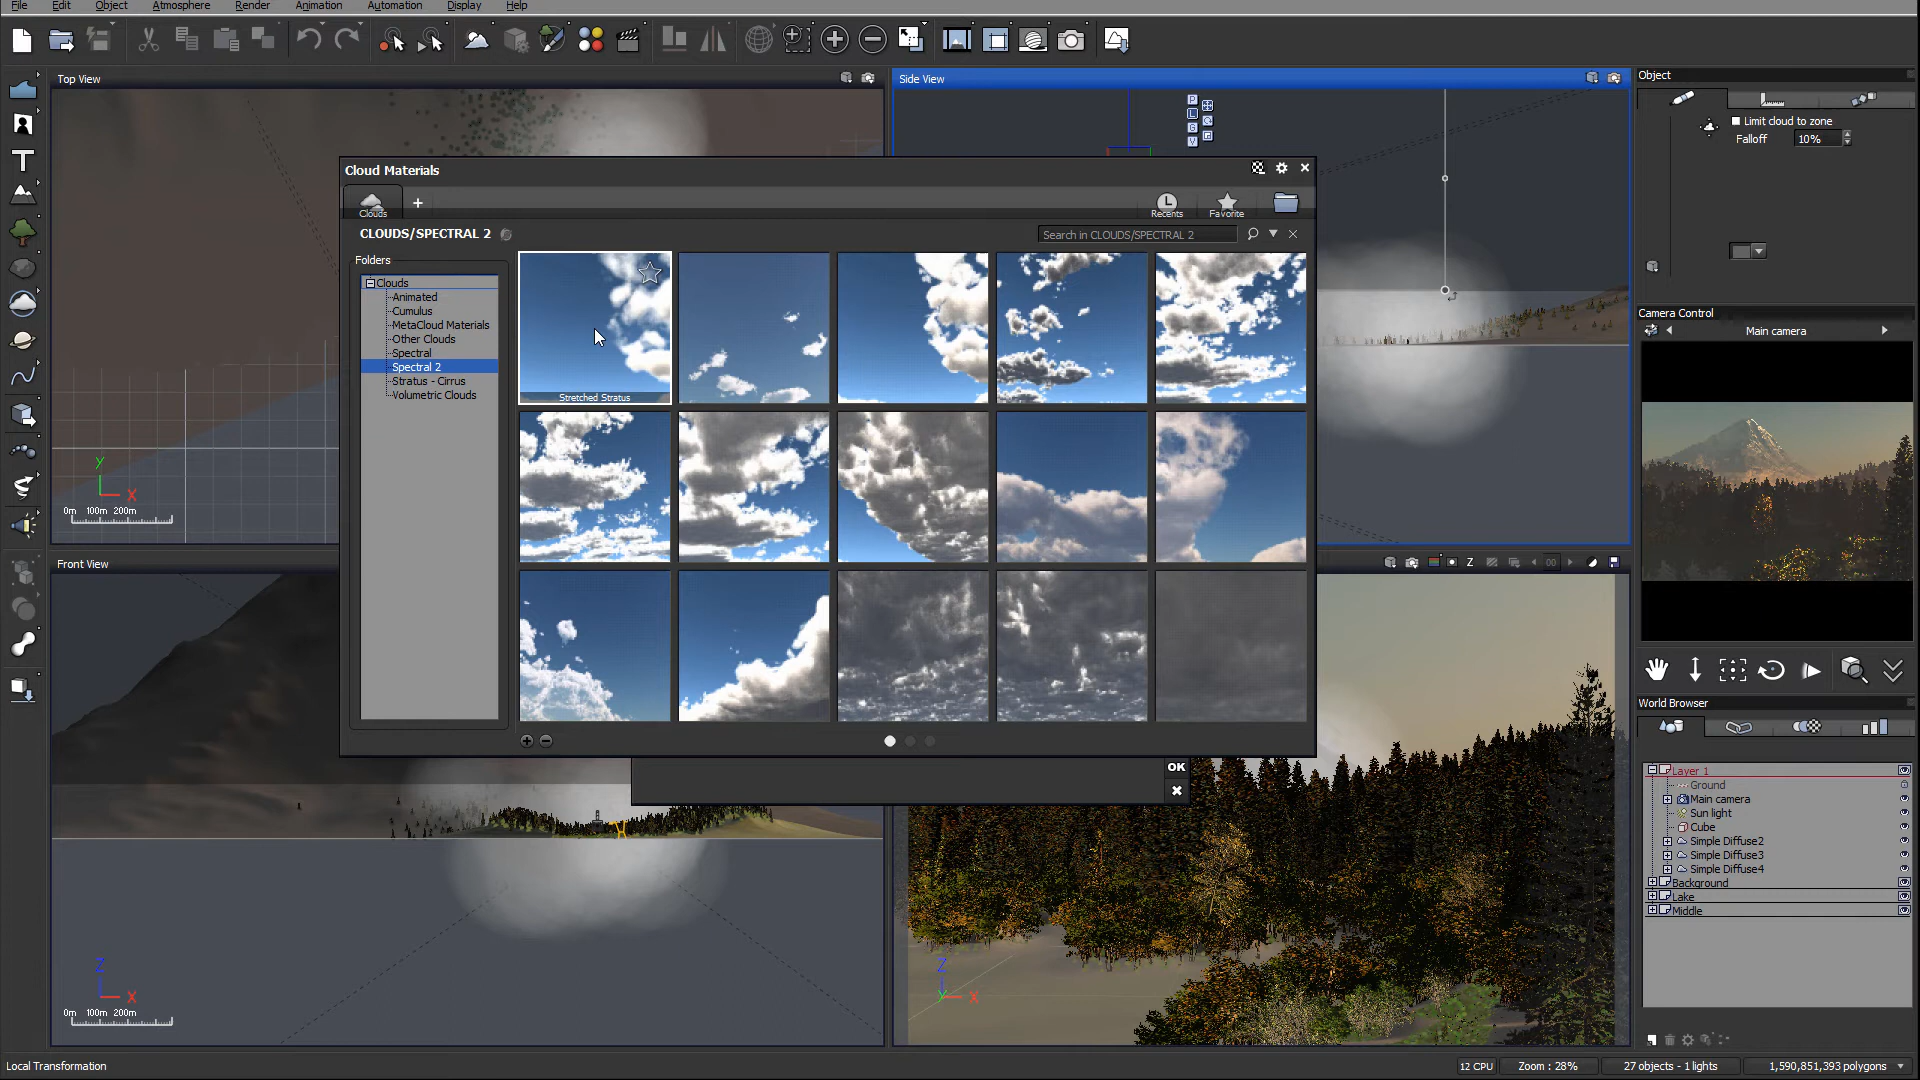 File Edit Object Atmosphere Render Animation Automation Display Help
Top View
Side View
Object
Limit cloud to zone
Falloff 10%
Cloud Materials
Clouds
Recents
Favorite
CLOUDS/SPECTRAL 2
Search in CLOUDS/SPECTRAL 2
Folders
Clouds
Animated
Cumulus
MetaCloud Materials
Other Clouds
Spectral
Spectral 2
Stratus - Cirrus
Volumetric Clouds
Stretched Stratus
P
L
G
V
Camera Control
Main camera
Y
X
0m 100m 200m
Front View
Z
00
OK
World Browser
Layer 1
Ground
Main camera
Sun light
Cube
Simple Diffuse2
Simple Diffuse3
Simple Diffuse4
Background
Lake
Middle
Z
X
0m 100m 200m
Z
Y
X
Local Transformation
12 CPU
Zoom : 28%
27 objects - 1 lights
1,590,851,393 polygons